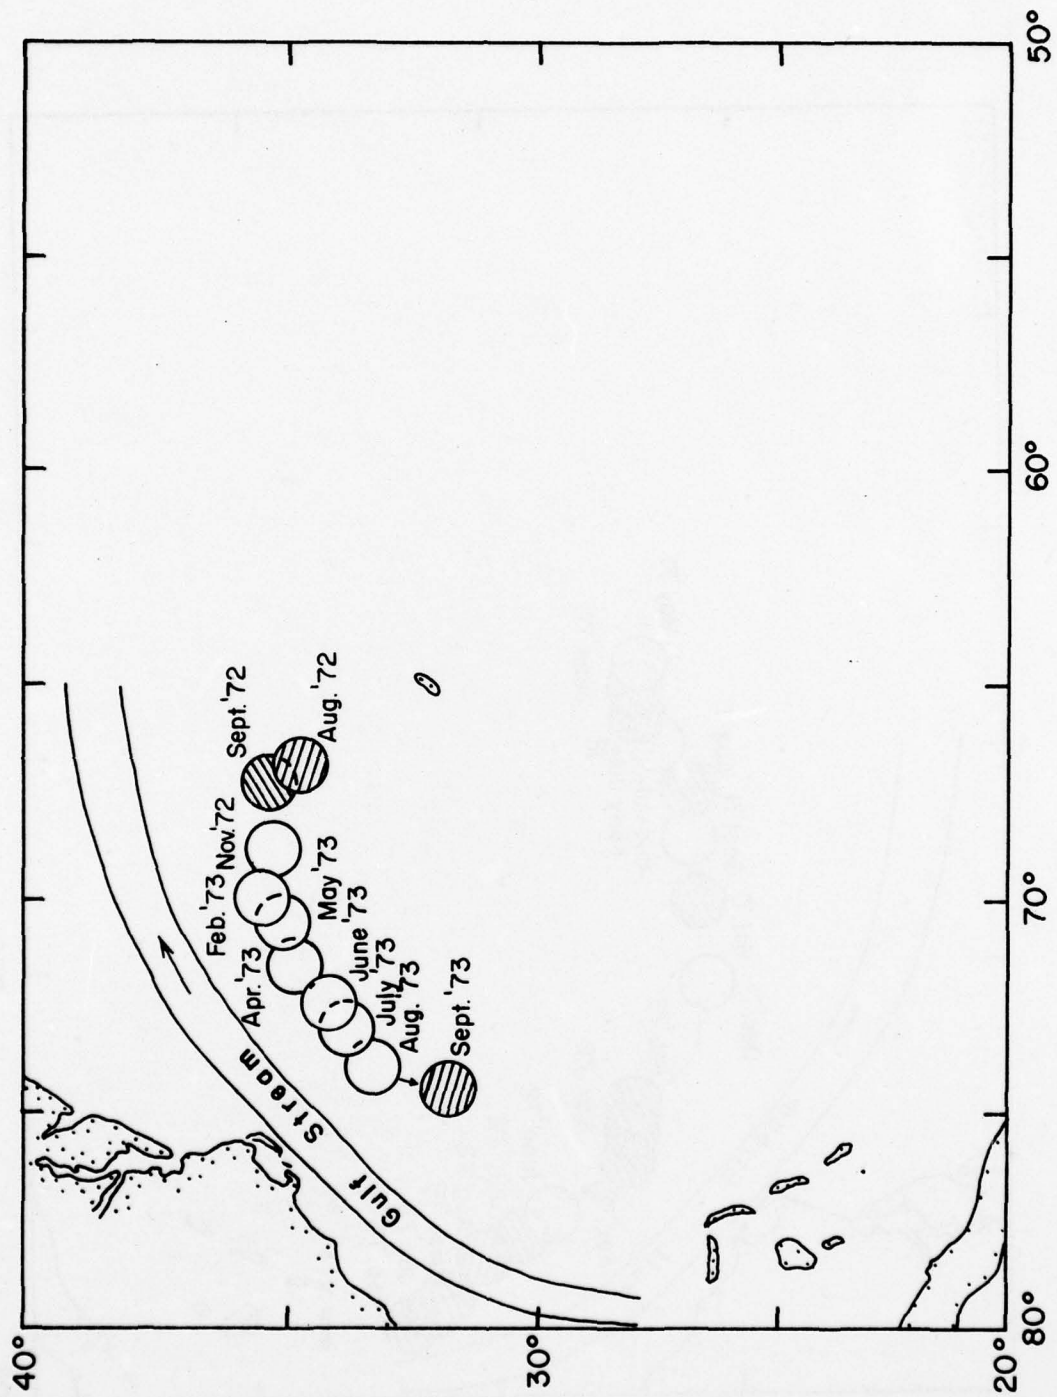 40°
30°
20°
80°
70°
60°
50°
Gulf Stream
Sept.'72
Aug.'72
Nov.'72
Feb.'73
Apr.'73
May '73
June '73
July '73
Aug. '73
Sept.'73